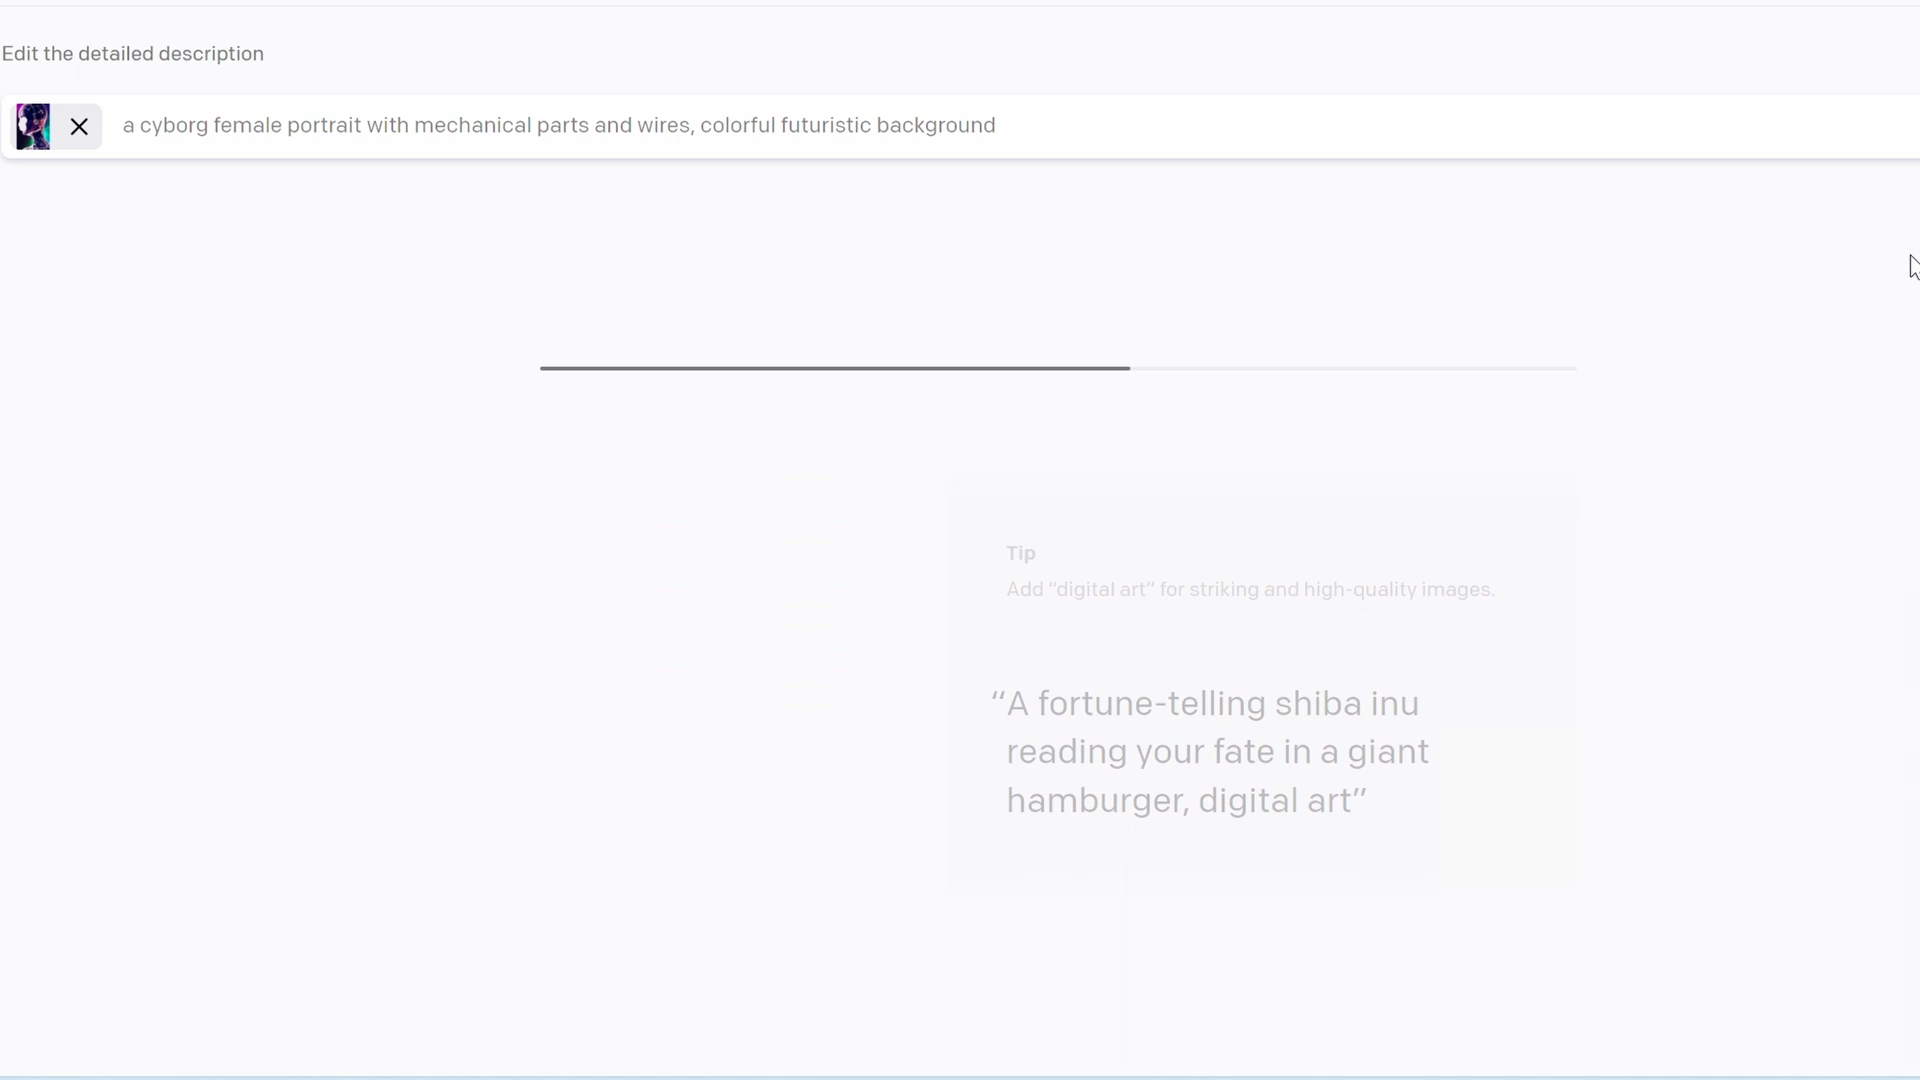 Edit the detailed description
a cyborg female portrait with mechanical parts and wires, colorful futuristic background
Tip
Add “digital art” for striking and high-quality images.
“A fortune-telling shiba inu
reading your fate in a giant
hamburger, digital art”